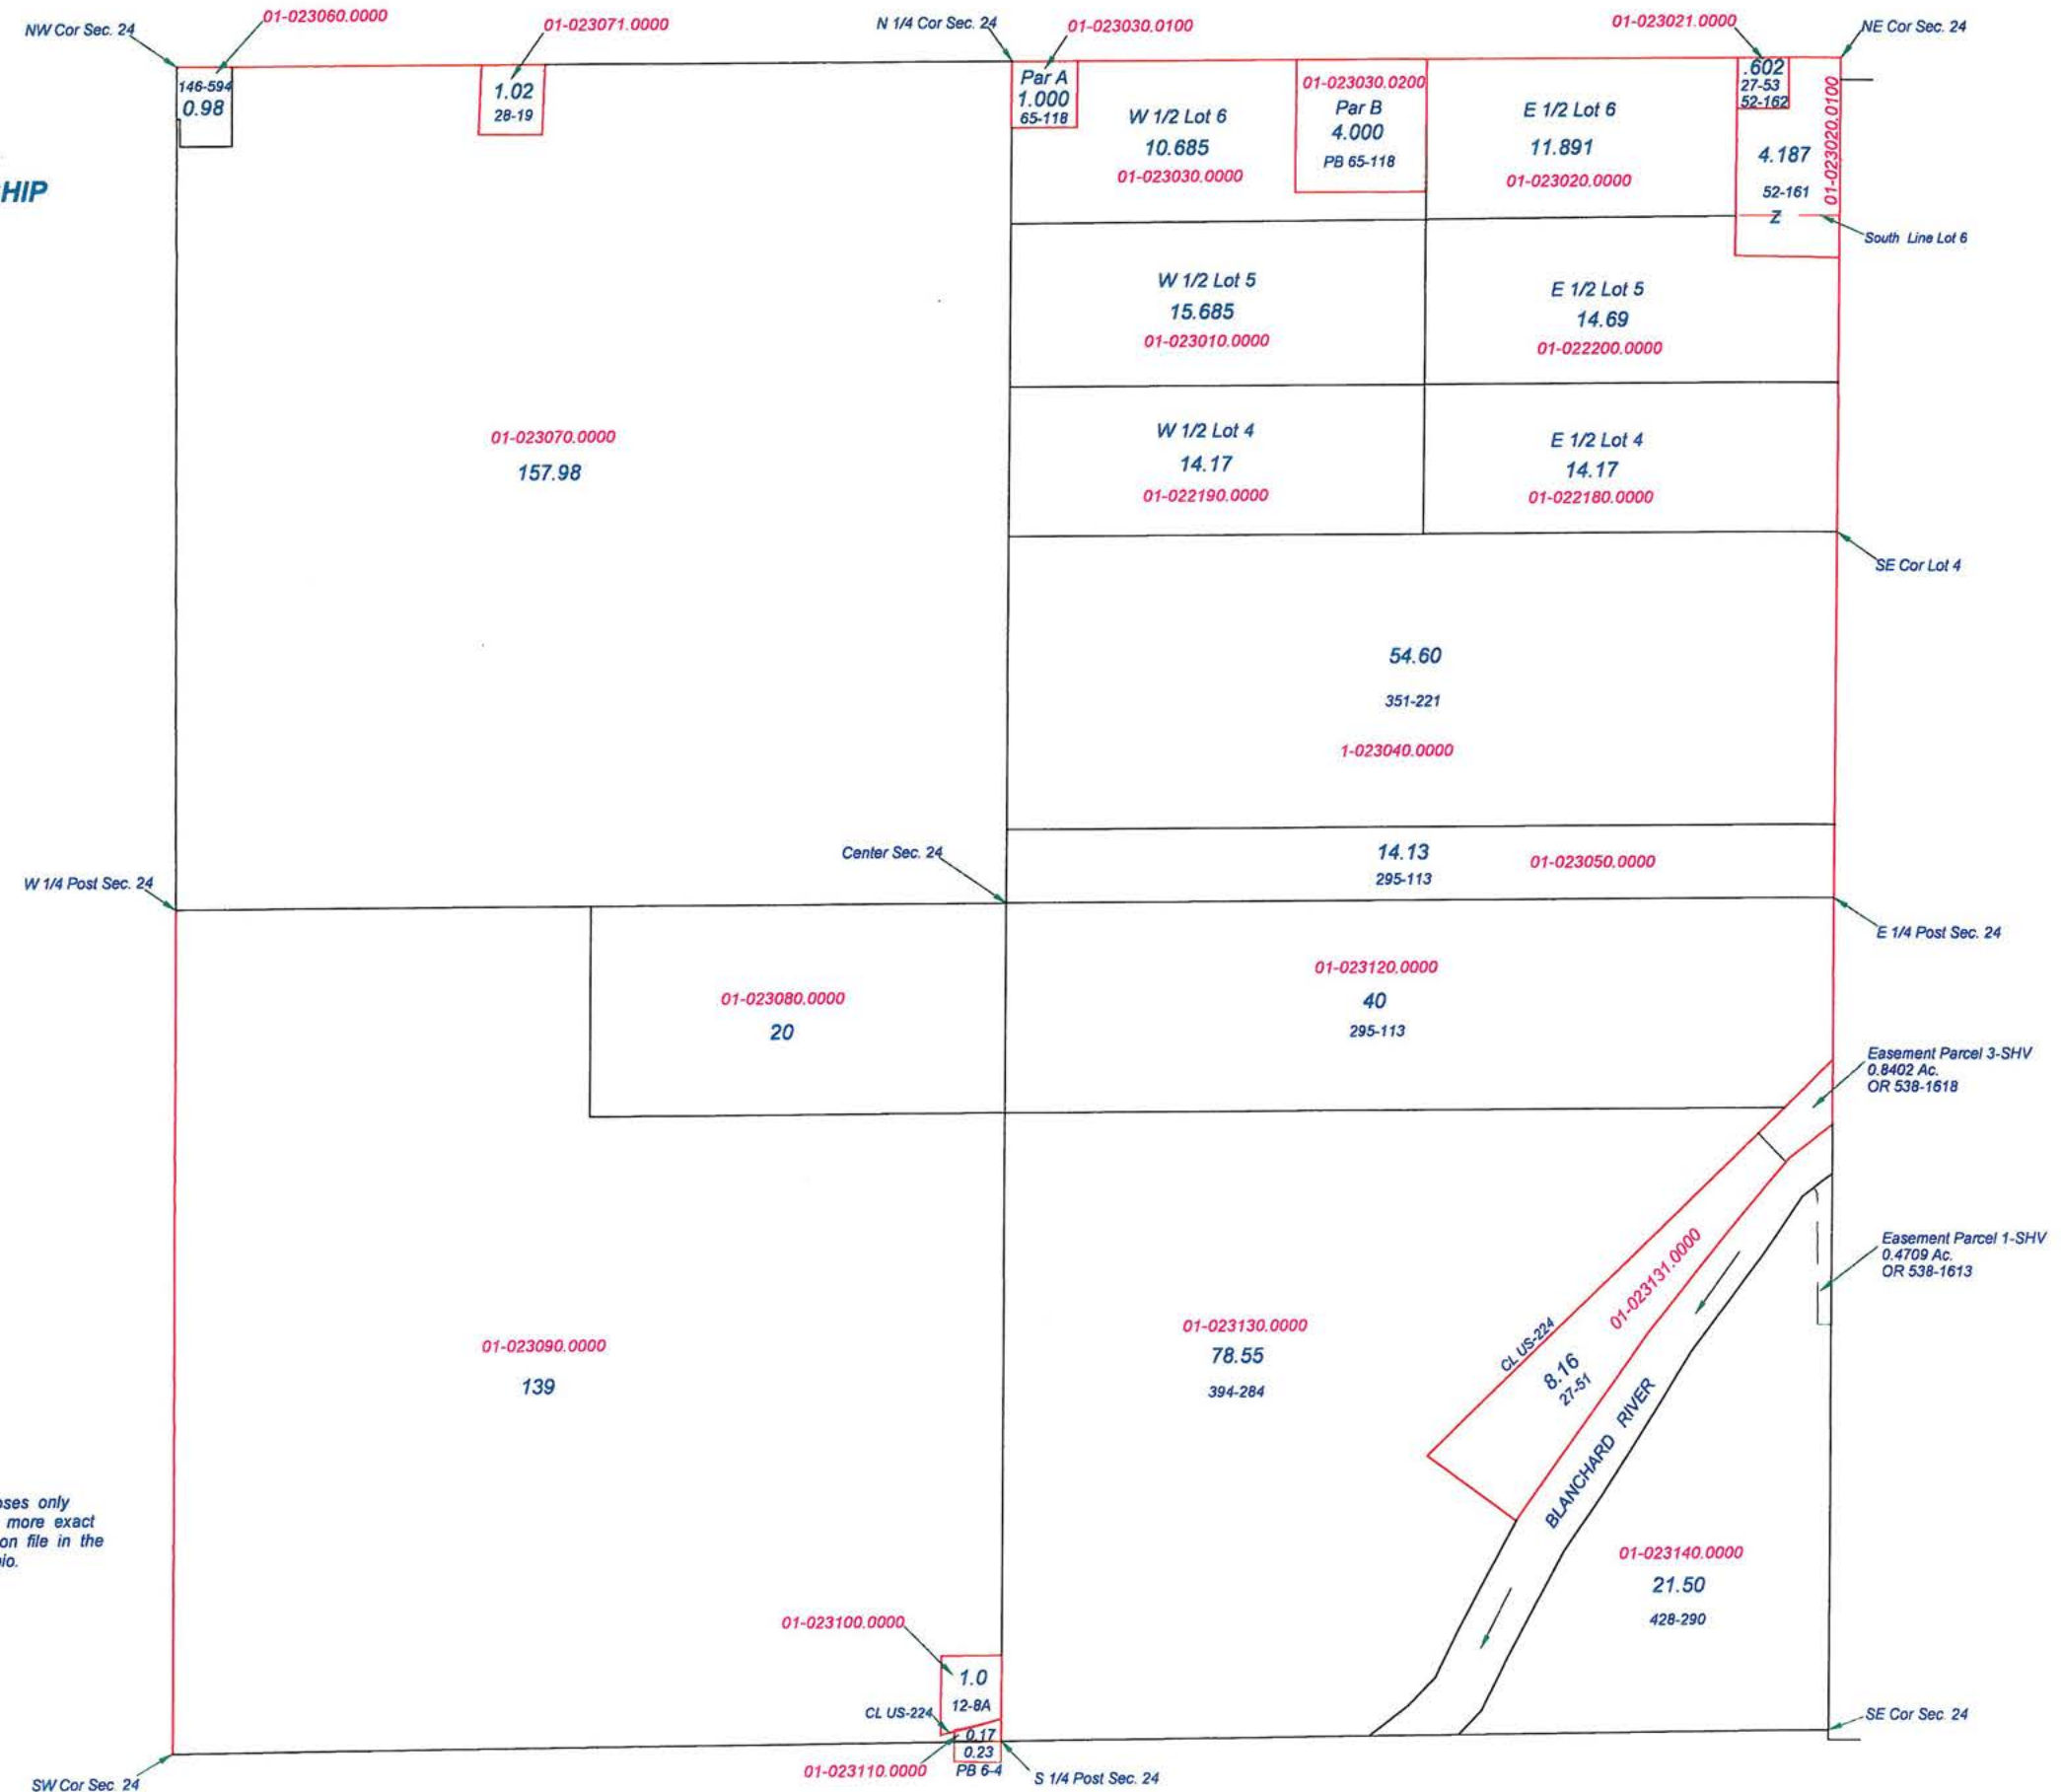 NW Cor Sec. 24
01-023060.0000
01-023071.0000
N 1/4 Cor Sec. 24
01-023030.0100
01-023021.0000
NE Cor Sec. 24
146-594
0.98
1.02
28-19
Par A
1.000
65-118
W 1/2 Lot 6
10.685
01-023030.0000
01-023030.0200
Par B
4.000
PB 65-118
E 1/2 Lot 6
11.891
01-023020.0000
.602
27-53
52-162
4.187
52-161
Z
01-023020.0100
South Line Lot 6
HIP
W 1/2 Lot 5
15.685
01-023010.0000
E 1/2 Lot 5
14.69
01-022200.0000
01-023070.0000
157.98
W 1/2 Lot 4
14.17
01-022190.0000
E 1/2 Lot 4
14.17
01-022180.0000
SE Cor Lot 4
54.60
351-221
1-023040.0000
Center Sec. 24
14.13
295-113
01-023050.0000
W 1/4 Post Sec. 24
E 1/4 Post Sec. 24
01-023080.0000
20
01-023120.0000
40
295-113
Easement Parcel 3-SHV
0.8402 Ac.
OR 538-1618
Easement Parcel 1-SHV
0.4709 Ac.
OR 538-1613
01-023090.0000
139
01-023130.0000
78.55
394-284
CL US-224
01-023131.0000
8.16
27-51
BLANCHARD RIVER
oses only
more exact
on file in the
io.
01-023140.0000
21.50
428-290
01-023100.0000
1.0
12-8A
CL US-224
0.17
0.23
01-023110.0000
PB 6-4
S 1/4 Post Sec. 24
SE Cor Sec. 24
SW Cor Sec. 24